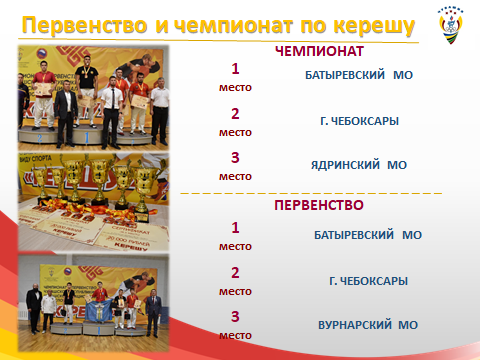 Первенство и чемпионат по керешу
ЧЕМПИОНАТ
1 место
БАТЫРЕВСКИЙ МО
2 место
Г. ЧЕБОКСАРЫ
3 место
ЯДРИНСКИЙ МО
ПЕРВЕНСТВО
1 место
БАТЫРЕВСКИЙ МО
2 место
Г. ЧЕБОКСАРЫ
3 место
ВУРНАРСКИЙ МО
ВИДУ СПОРТА
СЕРТИФИКАТ
20 000 РУБЛЕЙ
КЕРЕШУ